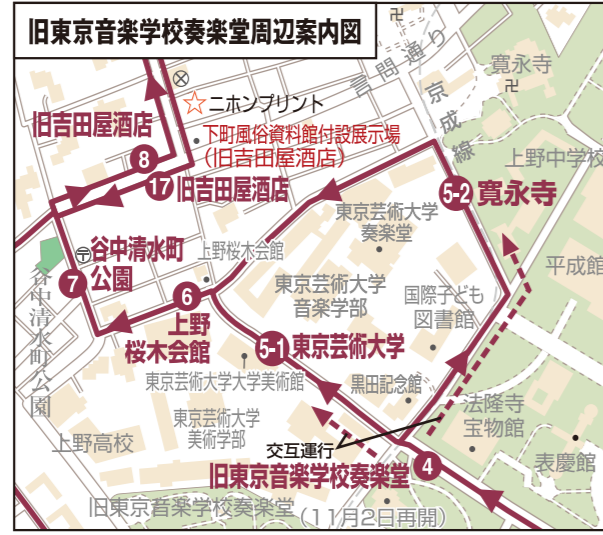 旧東京音楽学校奏楽堂周辺案内図
言問通り
寛永寺
京成線
☆ニホンプリント
旧吉田屋酒店
下町風俗資料館付設展示場
(旧吉田屋酒店)
上野中学校
8
17
旧吉田屋酒店
5-2
寛永寺
東京芸術大学
奏楽堂
谷中清水町
公園
7
上野桜木会館
平成館
東京芸術大学
音楽学部
国際子ども
図書館
6
上野
桜木会館
谷中清水町公園
5-1
東京芸術大学
東京芸術大学大学美術館
黒田記念館
東京芸術大学
美術学部
法隆寺
宝物館
上野高校
交互運行
表慶館
旧東京音楽学校奏楽堂
4
旧東京音楽学校奏楽堂
(11月2日再開)